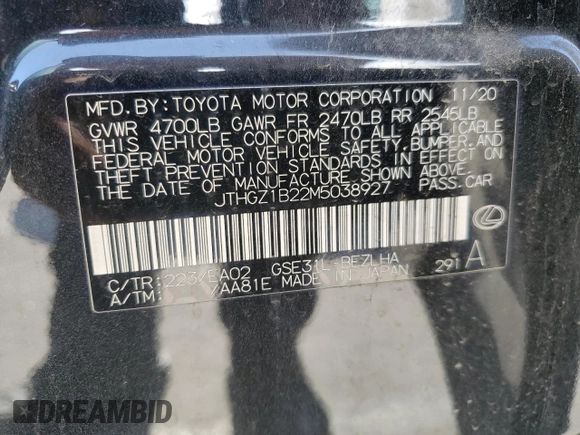 MFD.BY:TOYOTA MOTOR CORPORATION 11/20
GVWR 4700LB GAWR FR 2470LB RR 2545LB
THIS VEHICLE CONFORMS TO ALL APPLICABLE
FEDERAL MOTOR VEHICLE SAFETY,BUMPER,AND
THEFT PREVENTION STANDARDS IN EFFECT ON
THE DATE OF MANUFACTURE SHOWN ABOVE.
JTHGZ1B22M5038927 PASS.CAR
C/TR: GSE31L-BEZLHA
A/TM: AA81E MADE IN JAPAN 291 A
DREAMBID